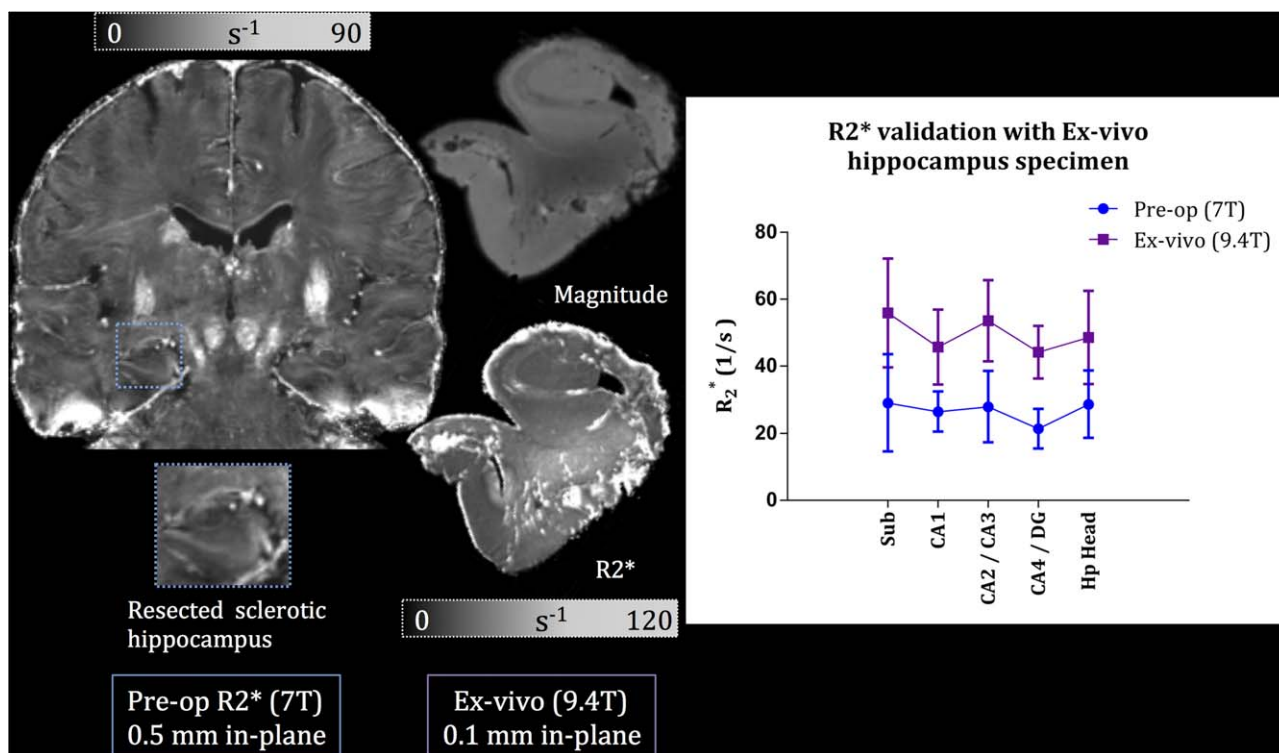 0 s⁻¹ 90
Magnitude
R2*
Resected sclerotic
hippocampus
0 s⁻¹ 120
Pre-op R2* (7T)
0.5 mm in-plane
Ex-vivo (9.4T)
0.1 mm in-plane
R2* validation with Ex-vivo
hippocampus specimen
Pre-op (7T)
Ex-vivo (9.4T)
80
60
40
20
0
R₂* (1/s)
Sub
CA1
CA2 / CA3
CA4 / DG
Hp Head